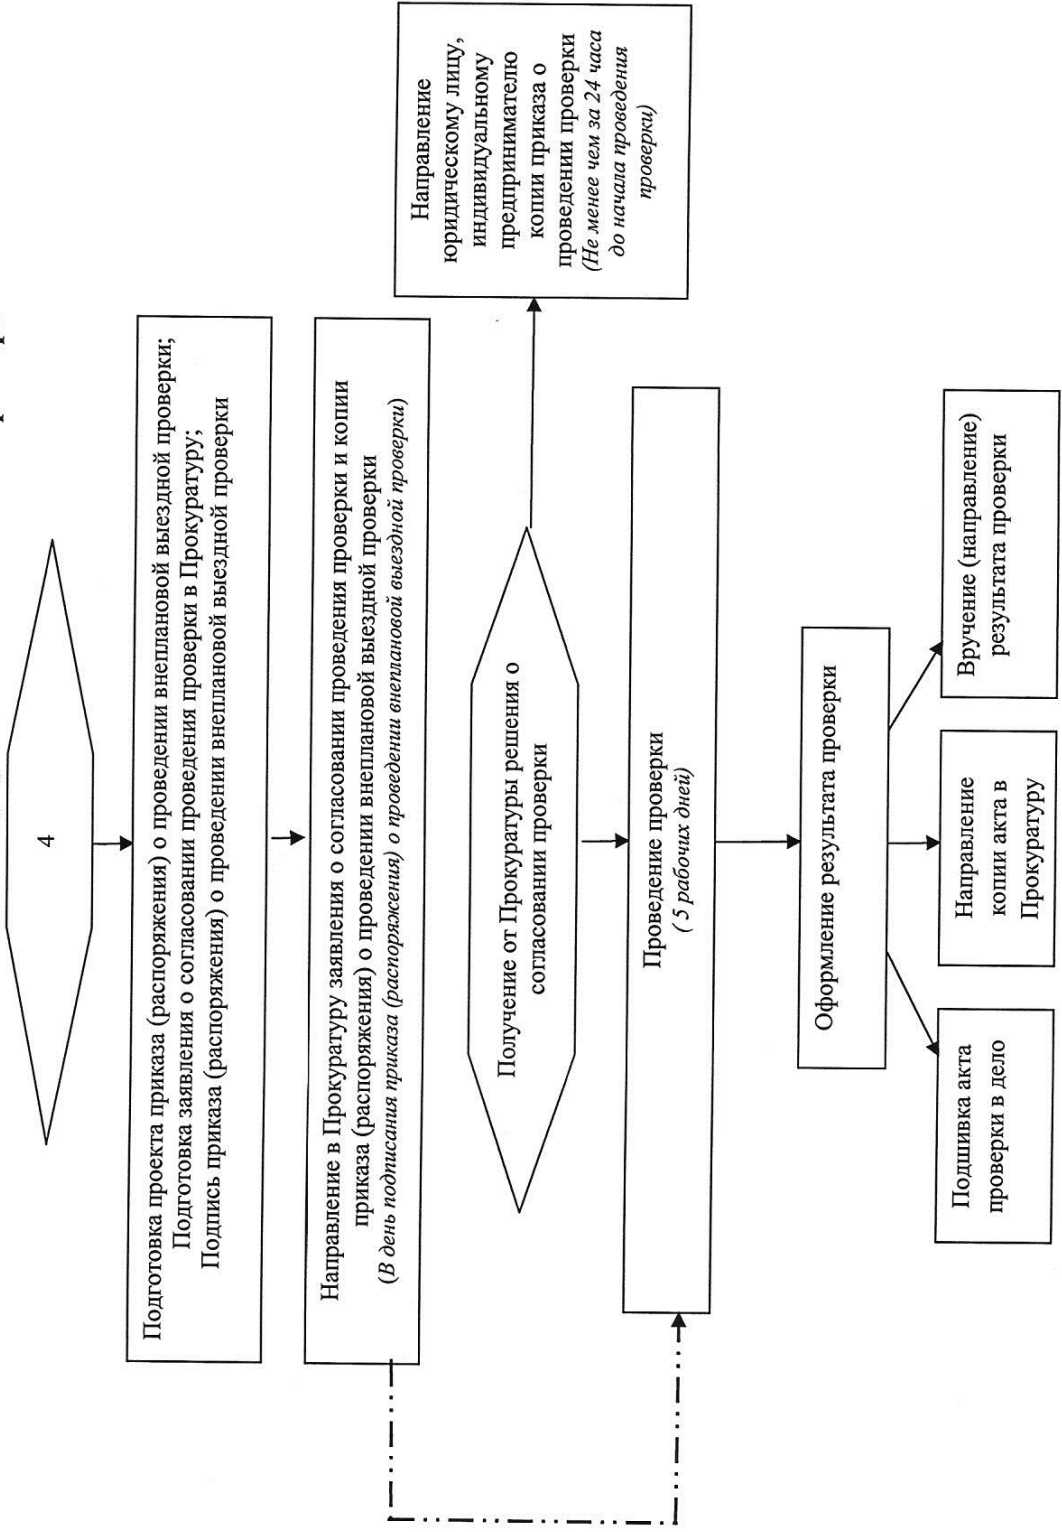 4
Подготовка проекта приказа (распоряжения) о проведении внеплановой выездной проверки;
Подготовка заявления о согласовании проведения проверки в Прокуратуру;
Подпись приказа (распоряжения) о проведении внеплановой выездной проверки
Направление в Прокуратуру заявления о согласовании проведения проверки и копии
приказа (распоряжения) о проведении внеплановой выездной проверки
(В день подписания приказа (распоряжения) о проведении внеплановой выездной проверки)
Получение от Прокуратуры решения о
согласовании проверки
Направление
юридическому лицу,
индивидуальному
предпринимателю
копии приказа о
проведении проверки
(Не менее чем за 24 часа
до начала проведения
проверки)
Проведение проверки
( 5 рабочих дней)
Оформление результата проверки
Подшивка акта
проверки в дело
Направление
копии акта в
Прокуратуру
Вручение (направление)
результата проверки